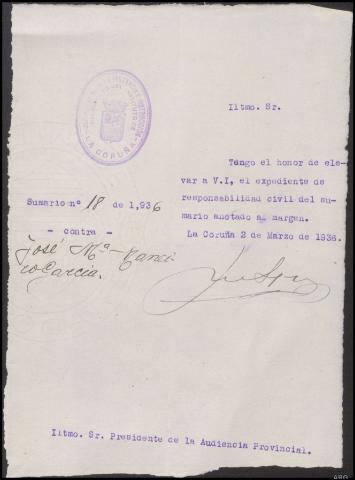 Iltmo. Sr.
Tengo el honor de ele-
var a V.I, el expediente de
responsabilidad civil del su-
mario anotado al margen.
La Coruña 2 de Marzo de 1936.
Sumario nº 18 de 1,936
- contra -
José Mª
García.
LA CORUÑA
Iltmo. Sr. Presidente de la Audiencia Provincial.